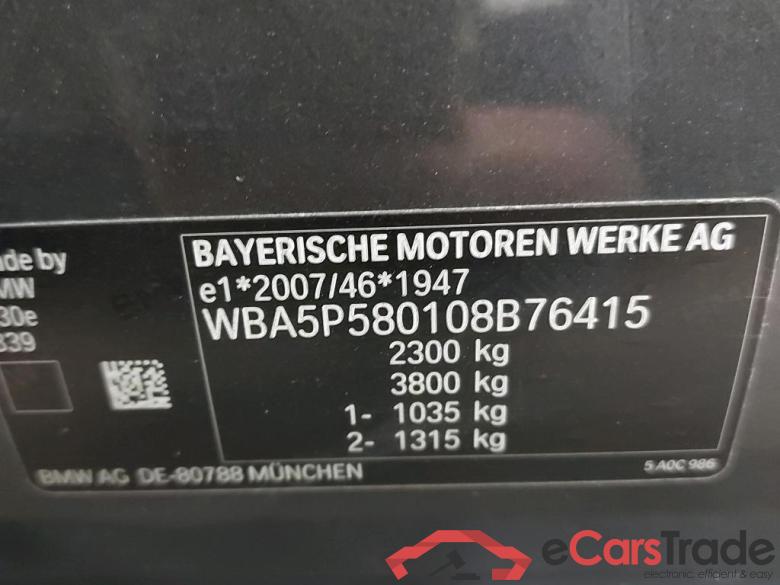 by
BAYERISCHE MOTOREN WERKE AG
e1*2007/46*1947
WBA5P580108B76415
2300 kg
3800 kg
1- 1035 kg
2- 1315 kg
BMW AG DE-80788 MÜNCHEN
5 A0C 986
eCarsTrade
electronic, efficient & easy